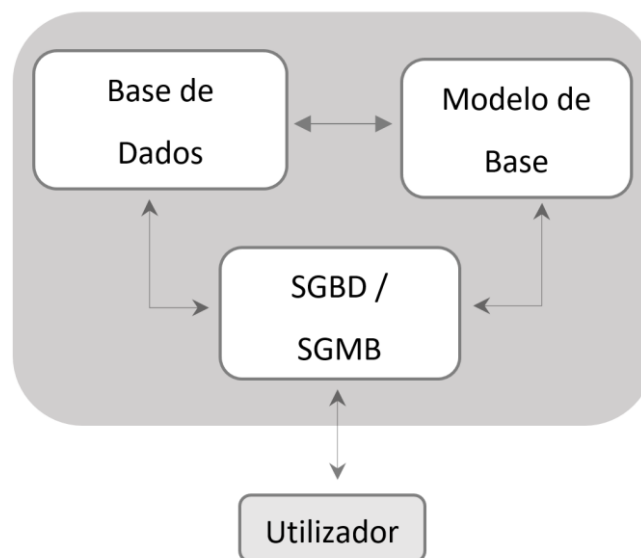 Base de
Dados
Modelo de
Base
SGBD /
SGMB
Utilizador